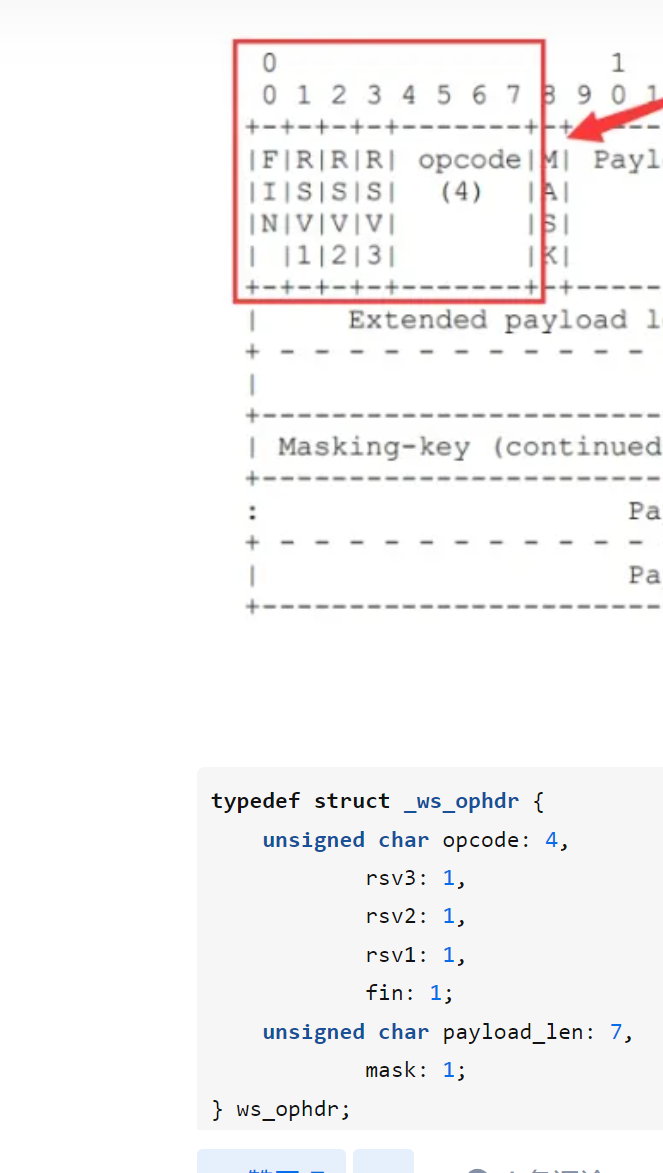 0 1
0 1 2 3 4 5 6 7 8 9 0 1
+-+-+-+-+-------+-+-----
|F|R|R|R| opcode|M| Payl
|I|S|S|S| (4) |A|
|N|V|V|V| |S|
| |1|2|3| |K|
+-+-+-+-+-------+-+-----
| Extended payload l
+ - - - - - - - - - - -
|
+-----------------------
| Masking-key (continued
+-----------------------
: Pa
+ - - - - - - - - - - -
| Pa
+-----------------------
typedef struct _ws_ophdr {
unsigned char opcode: 4,
rsv3: 1,
rsv2: 1,
rsv1: 1,
fin: 1;
unsigned char payload_len: 7,
mask: 1;
} ws_ophdr;